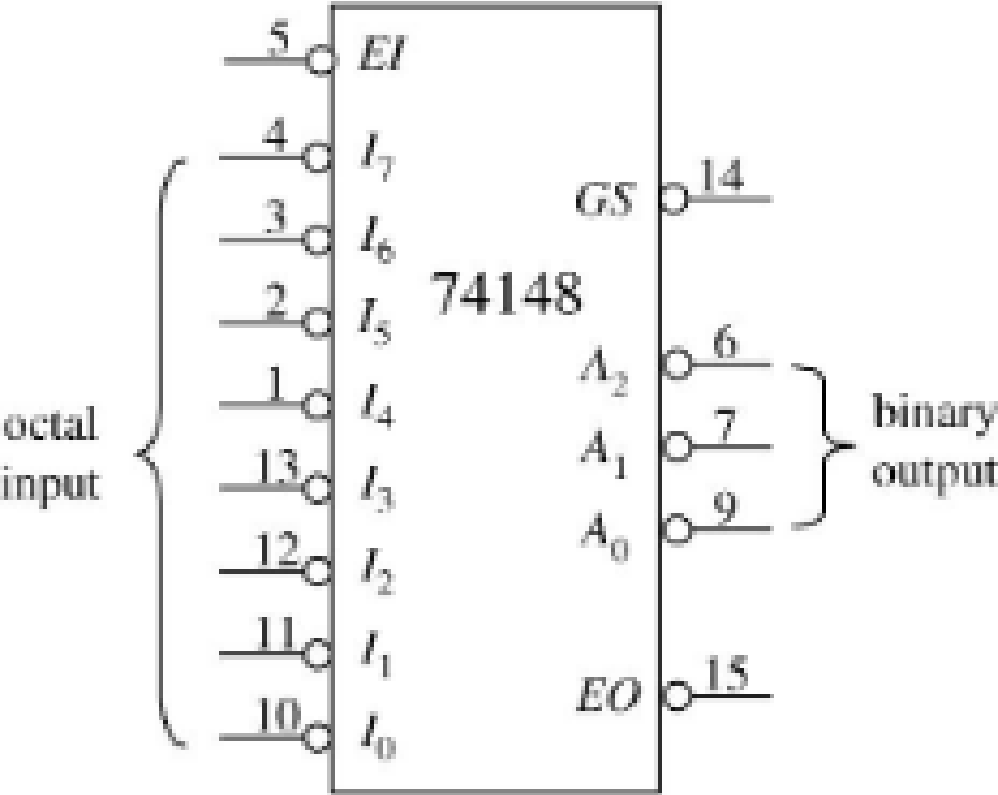 5 EI
4 I7
GS 14
3 I6
74148
2 I5
A2 6
1 I4
octal
input
binary
output
A1 7
13 I3
A0 9
12 I2
11 I1
EO 15
10 I0